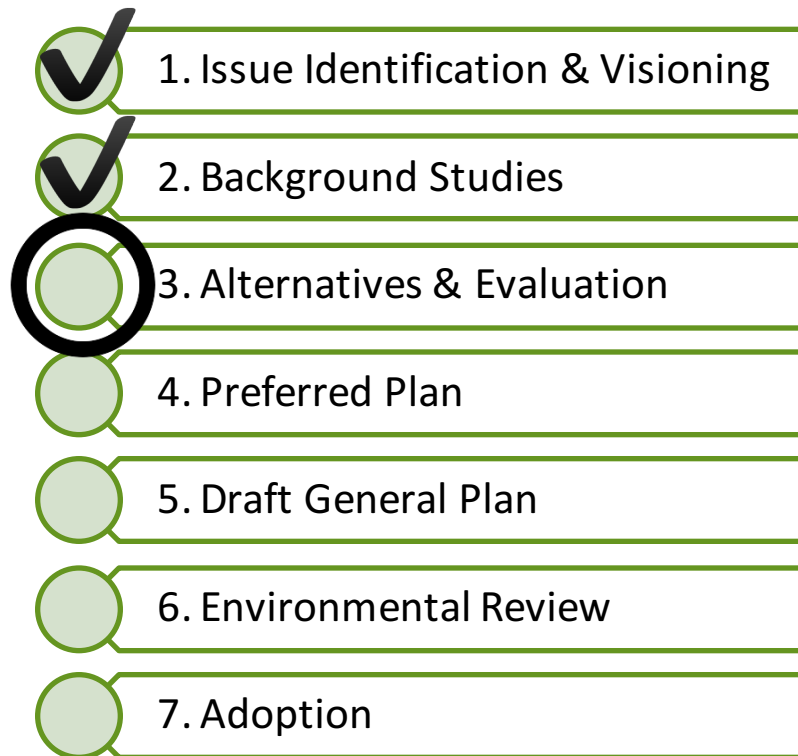 1. Issue Identification & Visioning
2. Background Studies
3. Alternatives & Evaluation
4. Preferred Plan
5. Draft General Plan
6. Environmental Review
7. Adoption